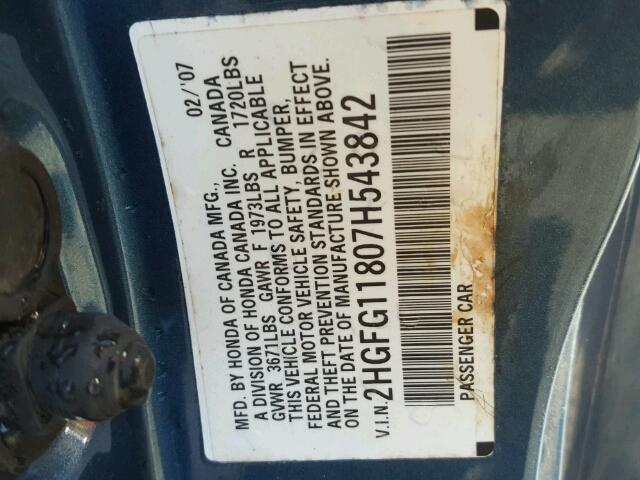 MFD. BY HONDA OF CANADA MFG., 02/'07
A DIVISION OF HONDA CANADA INC. CANADA
GVWR 3671LBS GAWR F 1973LBS R 1720LBS
THIS VEHICLE CONFORMS TO ALL APPLICABLE
FEDERAL MOTOR VEHICLE SAFETY, BUMPER,
AND THEFT PREVENTION STANDARDS IN EFFECT
ON THE DATE OF MANUFACTURE SHOWN ABOVE.
V.I.N. 2HGFG11807H543842
PASSENGER CAR